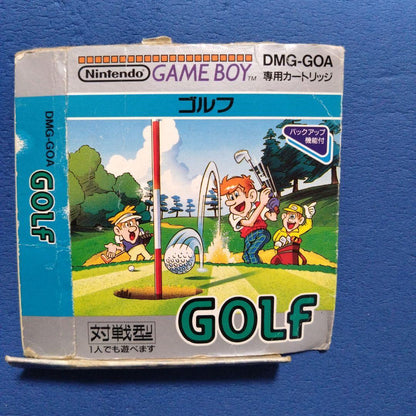 Nintendo GAME BOY TM
DMG-GOA
専用カートリッジ
ゴルフ
バックアップ
機能付
DMG-GOA
GOLF
GOLF
対戦型
1人でも遊べます